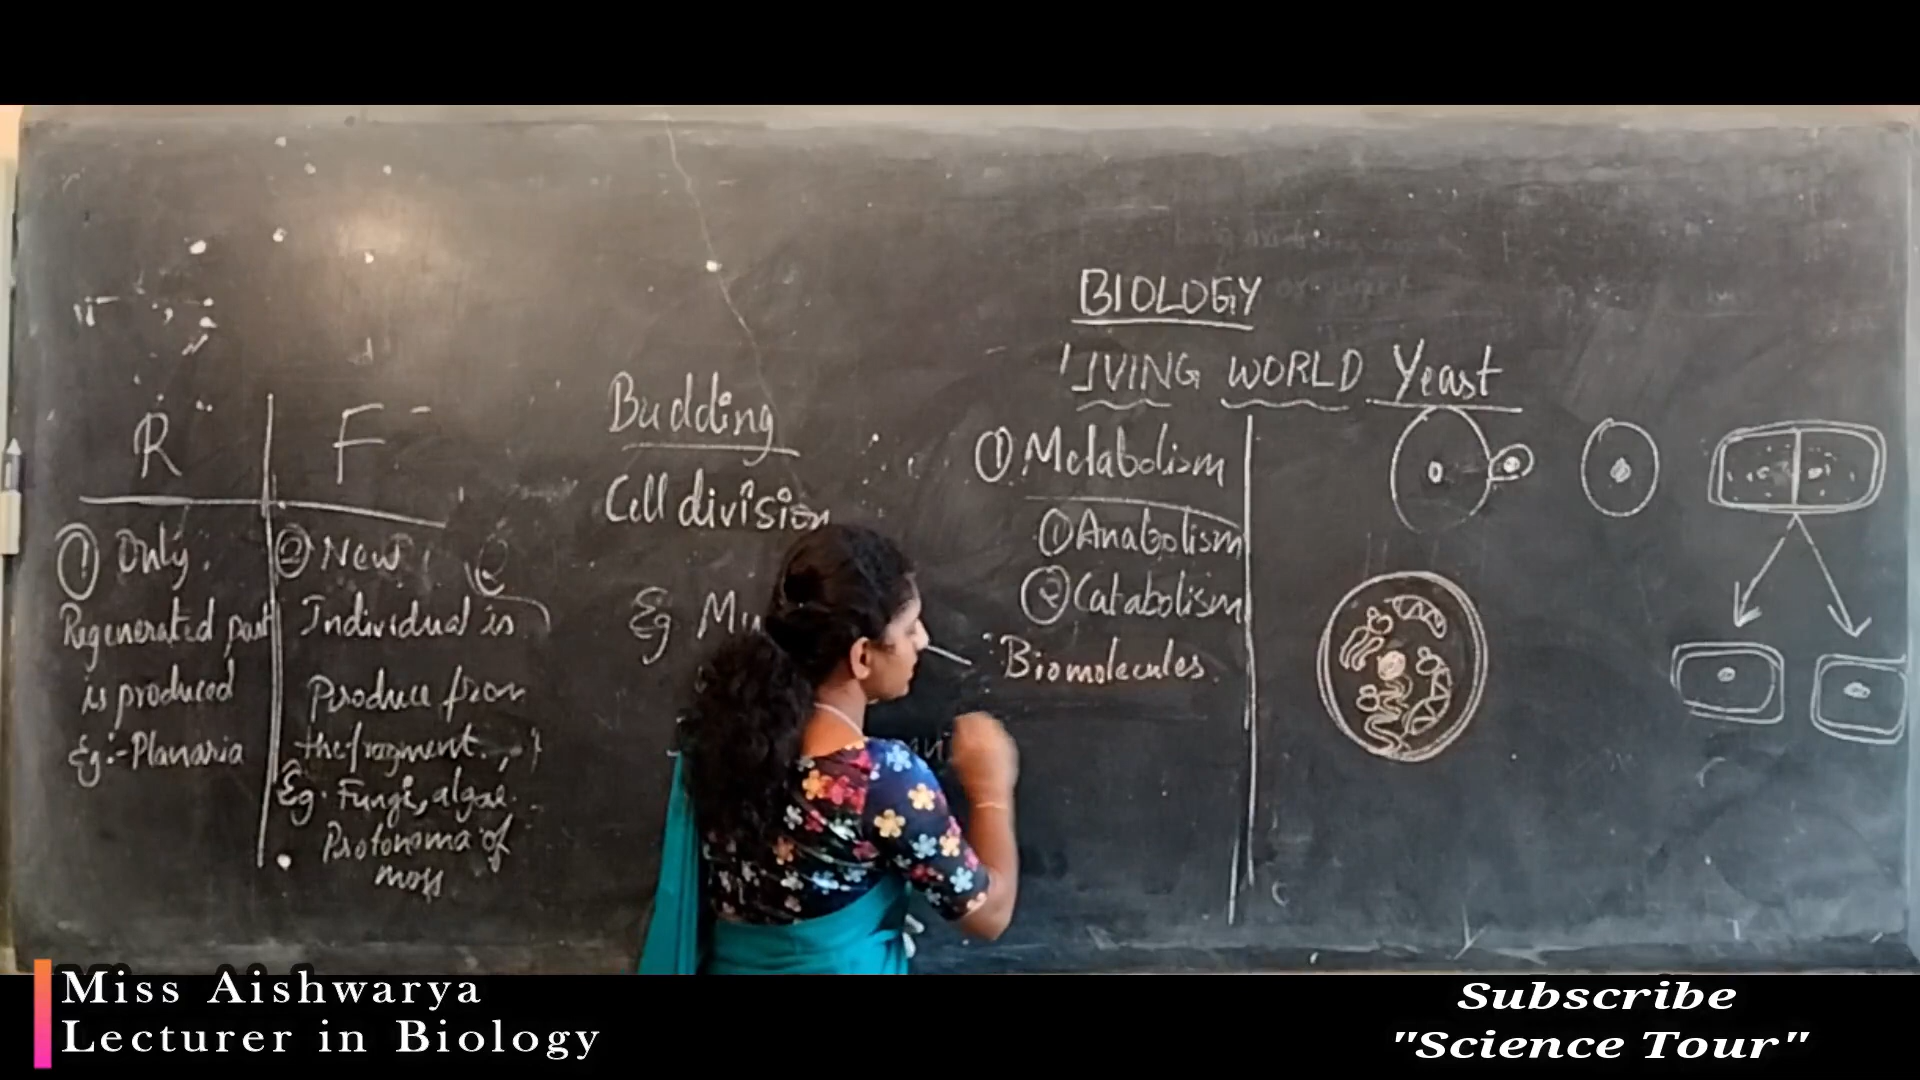 BIOLOGY
LIVING WORLD Yeast
R F
① Only
Regenerated part
is produced
Eg:- Planaria
② New
Individual is
Produce from
the fragment.
Eg. Fungi, algae.
Protonoma of
moss
Budding
Cell division
Eg
① Metabolism
① Anabolism
② Catabolism
Biomolecules.
Miss Aishwarya
Lecturer in Biology
Subscribe
"Science Tour"